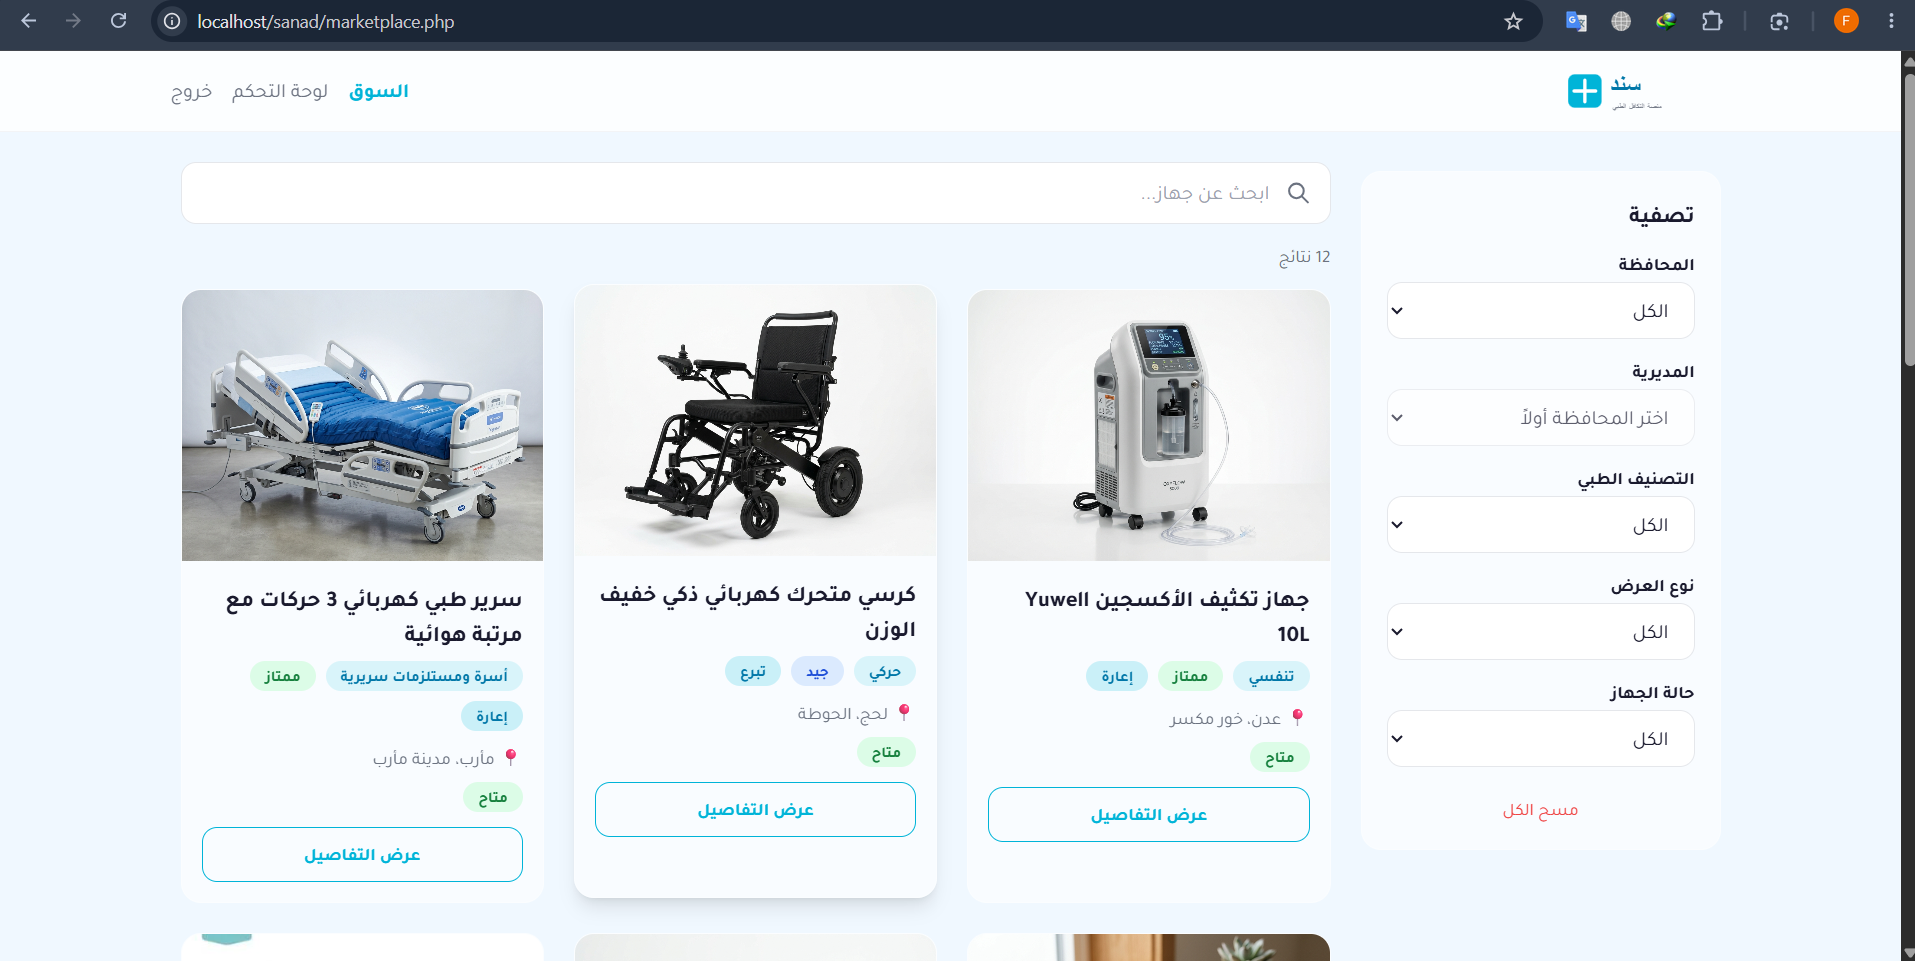 localhost/sanad/marketplace.php
F
سند
منصة التكافل الطبي
السوق
لوحة التحكم
خروج
تصفية
المحافظة
الكل
المديرية
اختر المحافظة أولاً
التصنيف الطبي
الكل
نوع العرض
الكل
حالة الجهاز
الكل
مسح الكل
ابحث عن جهاز...
12 نتائج
جهاز تكثيف الأكسجين Yuwell
10L
تنفسي
ممتاز
إعارة
عدن، خور مكسر
متاح
عرض التفاصيل
كرسي متحرك كهربائي ذكي خفيف
الوزن
حركي
جيد
تبرع
لحج، الحوطة
متاح
عرض التفاصيل
سرير طبي كهربائي 3 حركات مع
مرتبة هوائية
أسرة ومستلزمات سريرية
ممتاز
إعارة
مأرب، مدينة مأرب
متاح
عرض التفاصيل